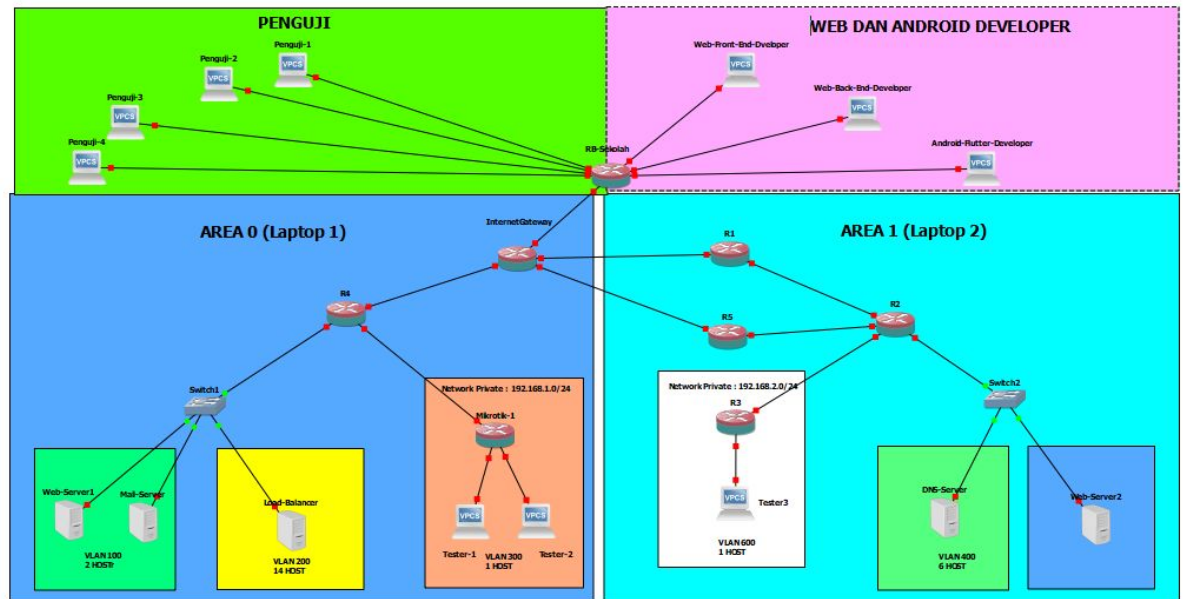 PENGUJI
WEB DAN ANDROID DEVELOPER
Penguji-1
Penguji-2
Penguji-3
Penguji-4
VPCS
VPCS
VPCS
VPCS
Web-Front-End-Dveloper
VPCS
Web-Back-End-Developer
VPCS
Android-Flutter-Developer
VPCS
RB-Sekolah
AREA 0 (Laptop 1)
InternetGateway
R4
Switch1
Network Private : 192.168.1.0/24
Mikrotik-1
Web-Server1
Mail-Server
Load-Balancer
VPCS
VPCS
Tester-1
Tester-2
VLAN 100
2 HOSTr
VLAN 200
14 HOST
VLAN 300
1 HOST
AREA 1 (Laptop 2)
R1
R5
R2
Network Private : 192.168.2.0/24
R3
Switch2
VPCS
Tester3
DNS-Server
Web-Server2
VLAN 600
1 HOST
VLAN 400
6 HOST